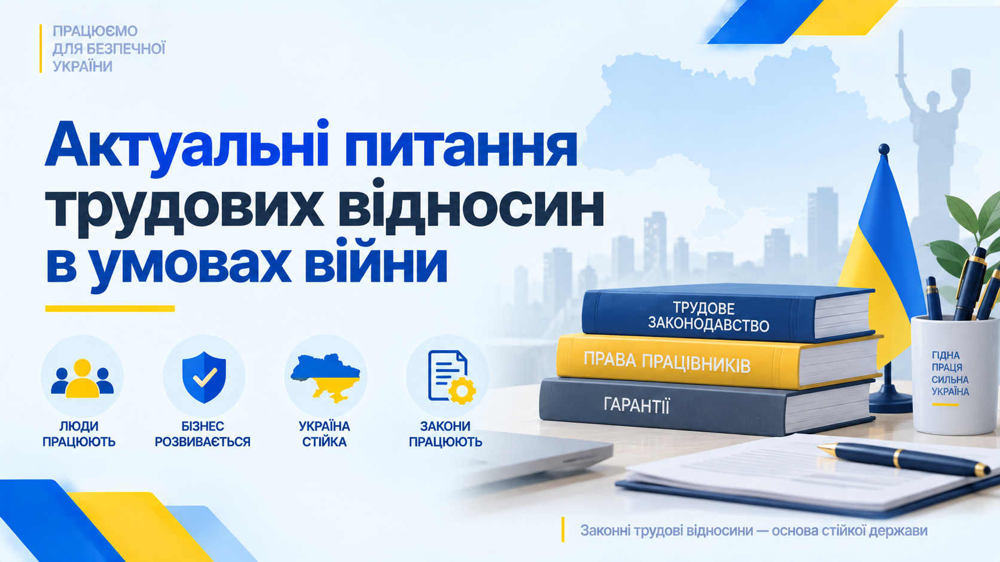 ПРАЦЮЄМО
ДЛЯ БЕЗПЕЧНОЇ
УКРАЇНИ
Актуальні питання
трудових відносин
в умовах війни
ЛЮДИ
ПРАЦЮЮТЬ
БІЗНЕС
РОЗВИВАЄТЬСЯ
УКРАЇНА
СТІЙКА
ЗАКОНИ
ПРАЦЮЮТЬ
ТРУДОВЕ
ЗАКОНОДАВСТВО
ПРАВА ПРАЦІВНИКІВ
ГАРАНТІЇ
ГІДНА
ПРАЦЯ
СИЛЬНА
УКРАЇНА
Законні трудові відносини — основа стійкої держави